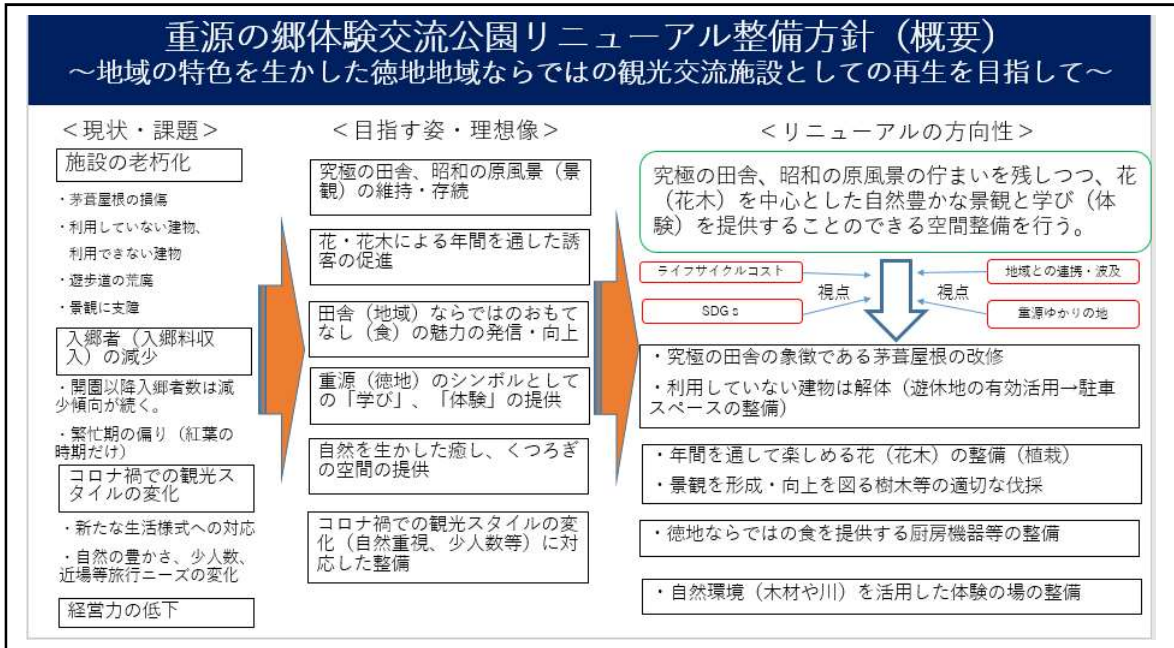 重源の郷体験交流公園リニューアル整備方針（概要）
～地域の特色を生かした徳地地域ならではの観光交流施設としての再生を目指して～
＜現状・課題＞
施設の老朽化
・茅葺屋根の損傷
・利用していない建物、
利用できない建物
・遊歩道の荒廃
・景観に支障
入郷者（入郷料収
入）の減少
・開園以降入郷者数は減
少傾向が続く。
・繁忙期の偏り（紅葉の
時期だけ）
コロナ禍での観光ス
タイルの変化
・新たな生活様式への対応
・自然の豊かさ、少人数、
近場等旅行ニーズの変化
経営力の低下
＜目指す姿・理想像＞
究極の田舎、昭和の原風景（景
観）の維持・存続
花・花木による年間を通した誘
客の促進
田舎（地域）ならではのおもて
なし（食）の魅力の発信・向上
重源（徳地）のシンボルとして
の「学び」、「体験」の提供
自然を生かした癒し、くつろぎ
の空間の提供
コロナ禍での観光スタイルの変
化（自然重視、少人数等）に対
応した整備
＜リニューアルの方向性＞
究極の田舎、昭和の原風景の佇まいを残しつつ、花
（花木）を中心とした自然豊かな景観と学び（体
験）を提供することのできる空間整備を行う。
ライフサイクルコスト
SDGｓ
視点
視点
地域との連携・波及
重源ゆかりの地
・究極の田舎の象徴である茅葺屋根の改修
・利用していない建物は解体（遊休地の有効活用→駐車
スペースの整備）
・年間を通して楽しめる花（花木）の整備（植栽）
・景観を形成・向上を図る樹木等の適切な伐採
・徳地ならではの食を提供する厨房機器等の整備
・自然環境（木材や川）を活用した体験の場の整備